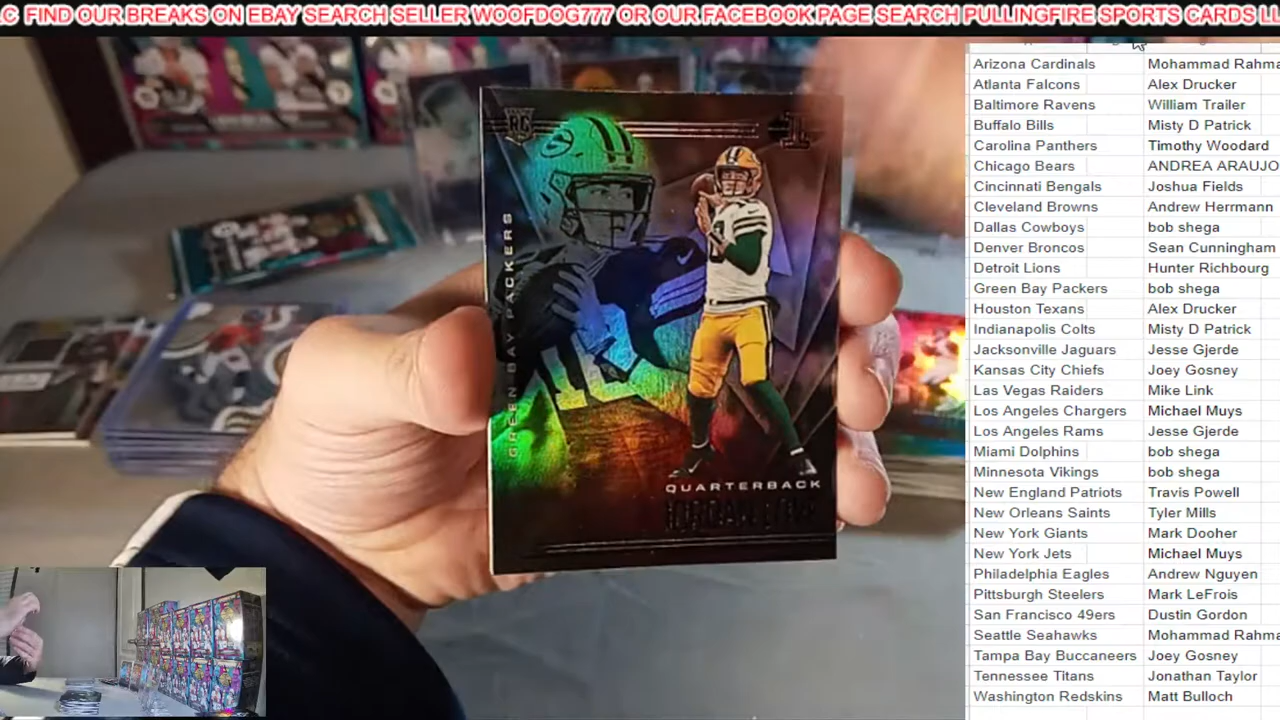 C FIND OUR BREAKS ON EBAY SEARCH SELLER WOOFDOG777 OR OUR FACEBOOK PAGE SEARCH PULLINGFIRE SPORTS CARDS LL
RC
GREEN BAY PACKERS
QUARTERBACK
JORDAN LOVE
Arizona Cardinals Mohammad Rahma
Atlanta Falcons Alex Drucker
Baltimore Ravens William Trailer
Buffalo Bills Misty D Patrick
Carolina Panthers Timothy Woodard
Chicago Bears ANDREA ARAUJO
Cincinnati Bengals Joshua Fields
Cleveland Browns Andrew Herrmann
Dallas Cowboys bob shega
Denver Broncos Sean Cunningham
Detroit Lions Hunter Richbourg
Green Bay Packers bob shega
Houston Texans Alex Drucker
Indianapolis Colts Misty D Patrick
Jacksonville Jaguars Jesse Gjerde
Kansas City Chiefs Joey Gosney
Las Vegas Raiders Mike Link
Los Angeles Chargers Michael Muys
Los Angeles Rams Jesse Gjerde
Miami Dolphins bob shega
Minnesota Vikings bob shega
New England Patriots Travis Powell
New Orleans Saints Tyler Mills
New York Giants Mark Dooher
New York Jets Michael Muys
Philadelphia Eagles Andrew Nguyen
Pittsburgh Steelers Mark LeFrois
San Francisco 49ers Dustin Gordon
Seattle Seahawks Mohammad Rahma
Tampa Bay Buccaneers Joey Gosney
Tennessee Titans Jonathan Taylor
Washington Redskins Matt Bulloch